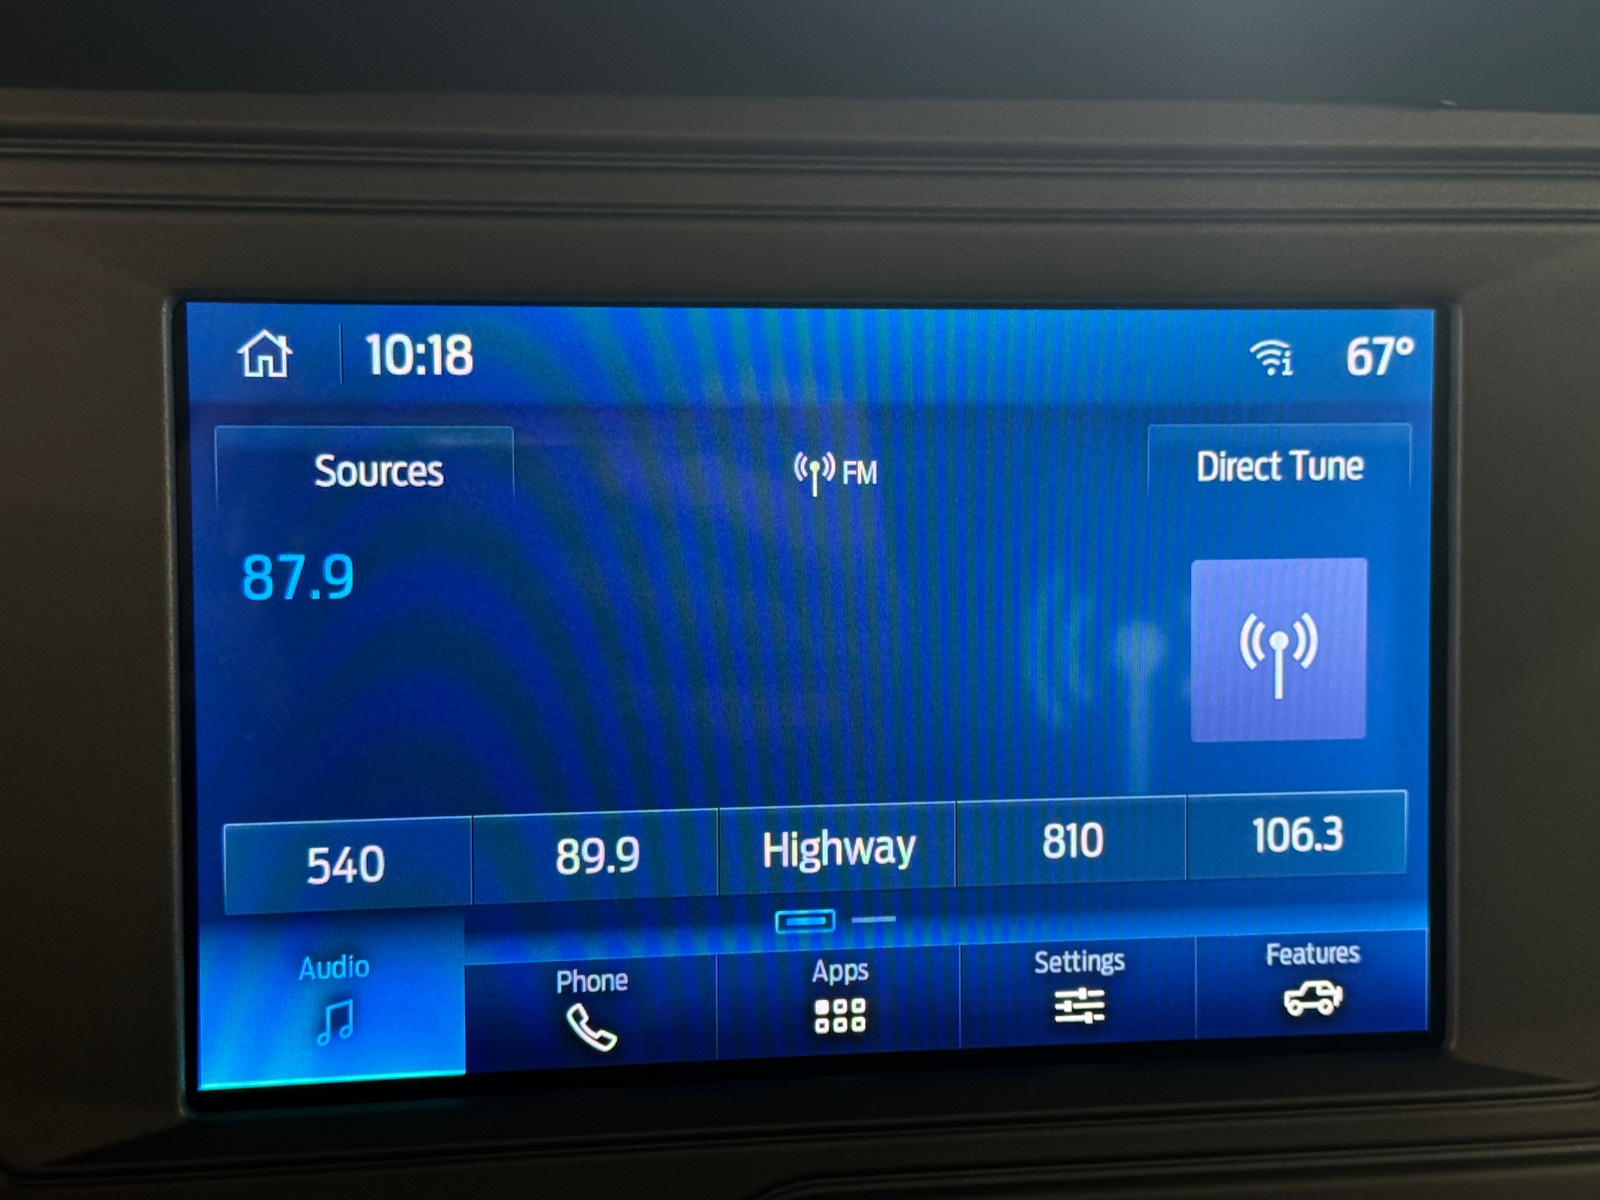 10:18
67°
Sources
FM
Direct Tune
87.9
540
89.9
Highway
810
106.3
Audio
Phone
Apps
Settings
Features